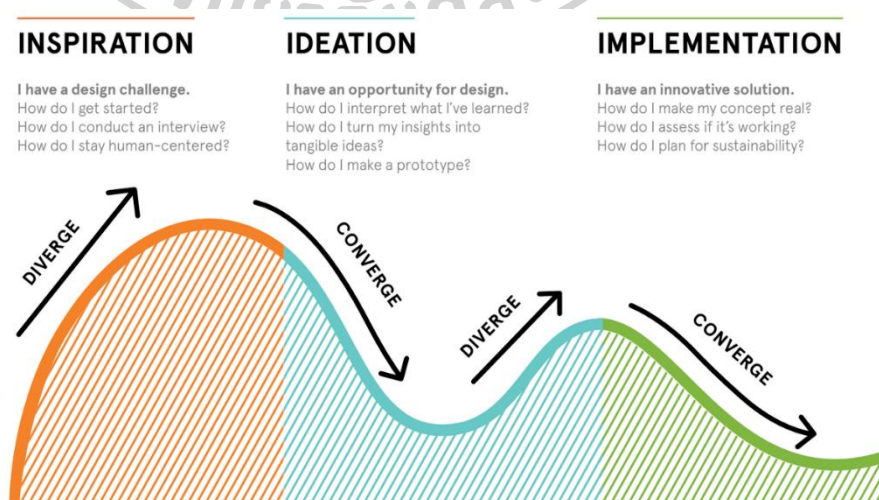 INSPIRATION
I have a design challenge.
How do I get started?
How do I conduct an interview?
How do I stay human-centered?
IDEATION
I have an opportunity for design.
How do I interpret what I've learned?
How do I turn my insights into
tangible ideas?
How do I make a prototype?
IMPLEMENTATION
I have an innovative solution.
How do I make my concept real?
How do I assess if it's working?
How do I plan for sustainability?
DIVERGE
CONVERGE
DIVERGE
CONVERGE